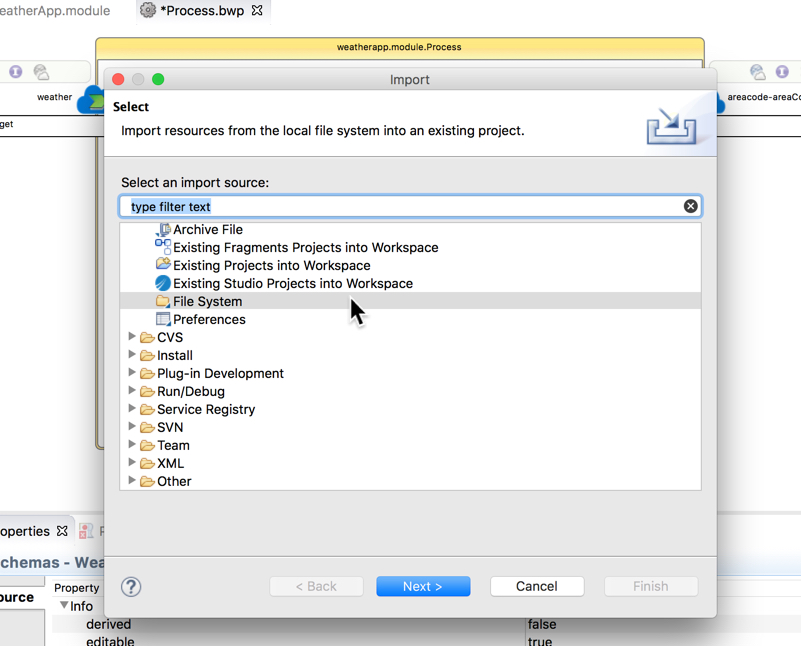 eatherApp.module
*Process.bwp
weatherapp.module.Process
Import
weather
areacode-areaCo
get
Select
Import resources from the local file system into an existing project.
Select an import source:
type filter text
Archive File
Existing Fragments Projects into Workspace
Existing Projects into Workspace
Existing Studio Projects into Workspace
File System
Preferences
CVS
Install
Plug-in Development
Run/Debug
Service Registry
SVN
Team
XML
Other
operties
chemas - Wea
ource
Property
Info
derived
false
editable
true
? < Back Next > Cancel Finish